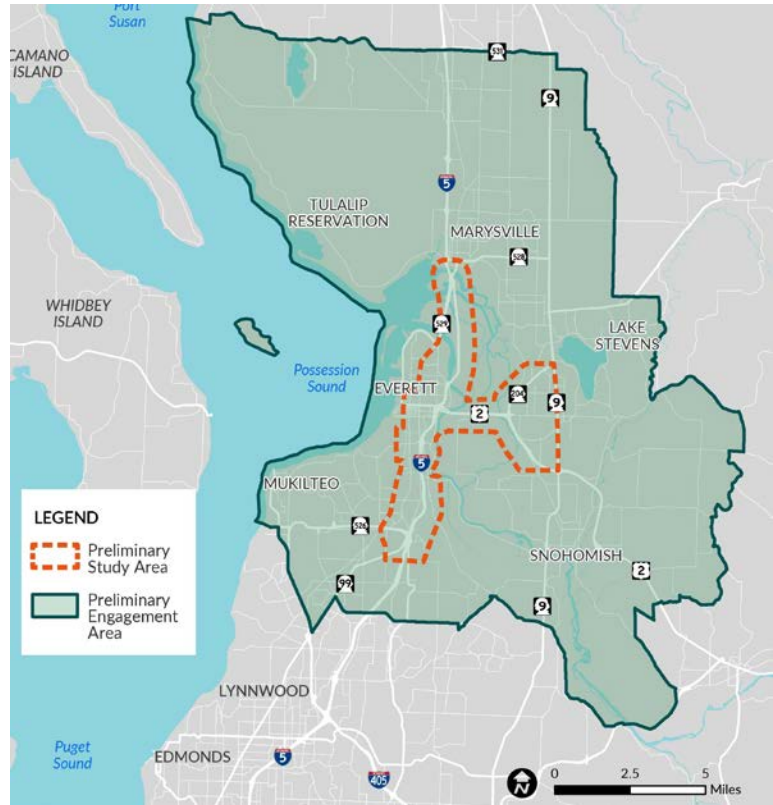 Port
Susan
CAMANO
ISLAND
531
9
5
TULALIP
RESERVATION
MARYSVILLE
528
WHIDBEY
ISLAND
529
LAKE
STEVENS
Possession
Sound
EVERETT
204
9
2
5
MUKILTEO
LEGEND
Preliminary
Study Area
Preliminary
Engagement
Area
526
SNOHOMISH
2
99
9
LYNNWOOD
Puget
Sound
EDMONDS
5
405
N
0 2.5 5
Miles